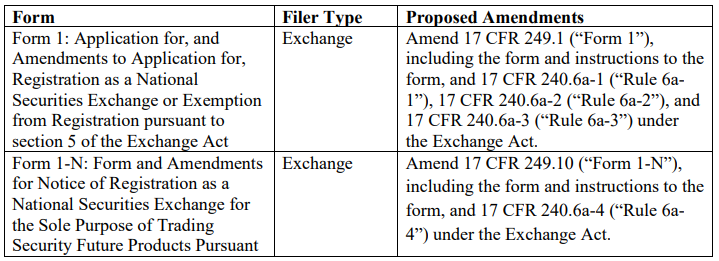 Form Filer Type Proposed Amendments
Form 1: Application for, and
Amendments to Application for,
Registration as a National
Securities Exchange or Exemption
from Registration pursuant to
section 5 of the Exchange Act
Exchange
Amend 17 CFR 249.1 (“Form 1”),
including the form and instructions to the
form, and 17 CFR 240.6a-1 (“Rule 6a-
1”), 17 CFR 240.6a-2 (“Rule 6a-2”), and
17 CFR 240.6a-3 (“Rule 6a-3”) under
the Exchange Act.
Form 1-N: Form and Amendments
for Notice of Registration as a
National Securities Exchange for
the Sole Purpose of Trading
Security Future Products Pursuant
Exchange
Amend 17 CFR 249.10 (“Form 1-N”),
including the form and instructions to the
form, and 17 CFR 240.6a-4 (“Rule 6a-
4”) under the Exchange Act.